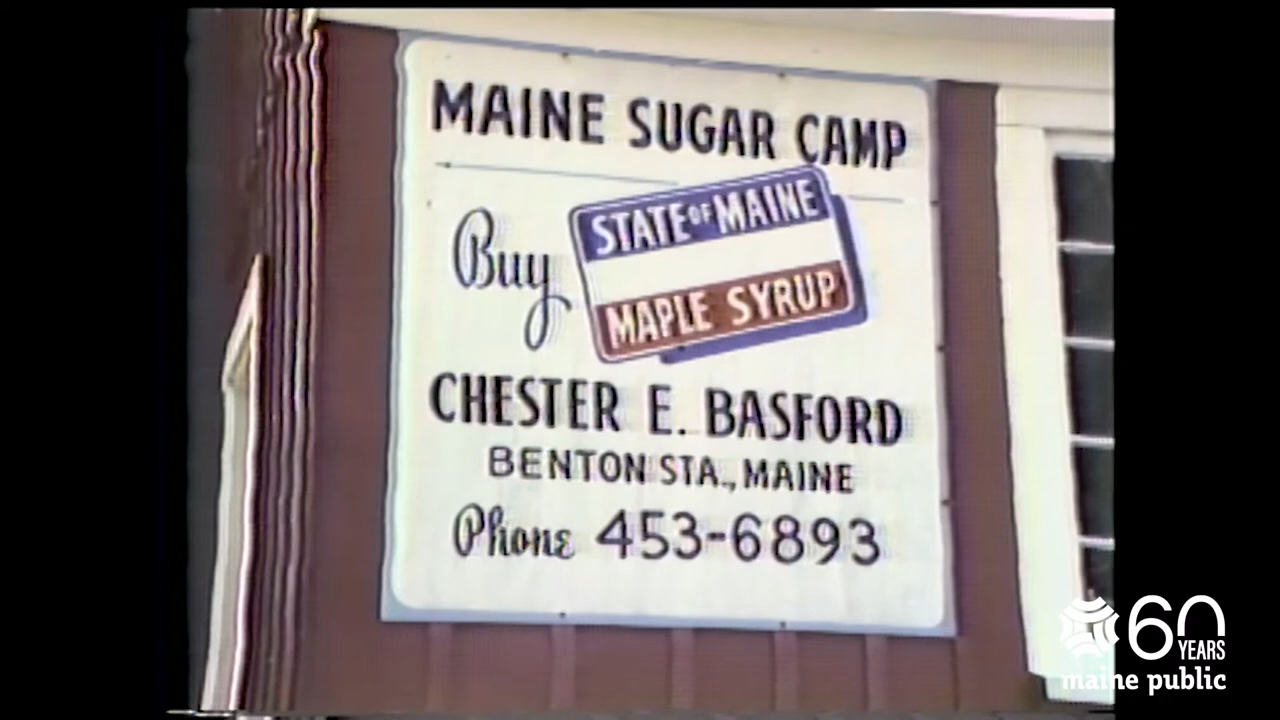 MAINE SUGAR CAMP
Buy
STATE OF MAINE
MAPLE SYRUP
CHESTER E. BASFORD
BENTON STA., MAINE
Phone 453-6893
60
YEARS
maine public